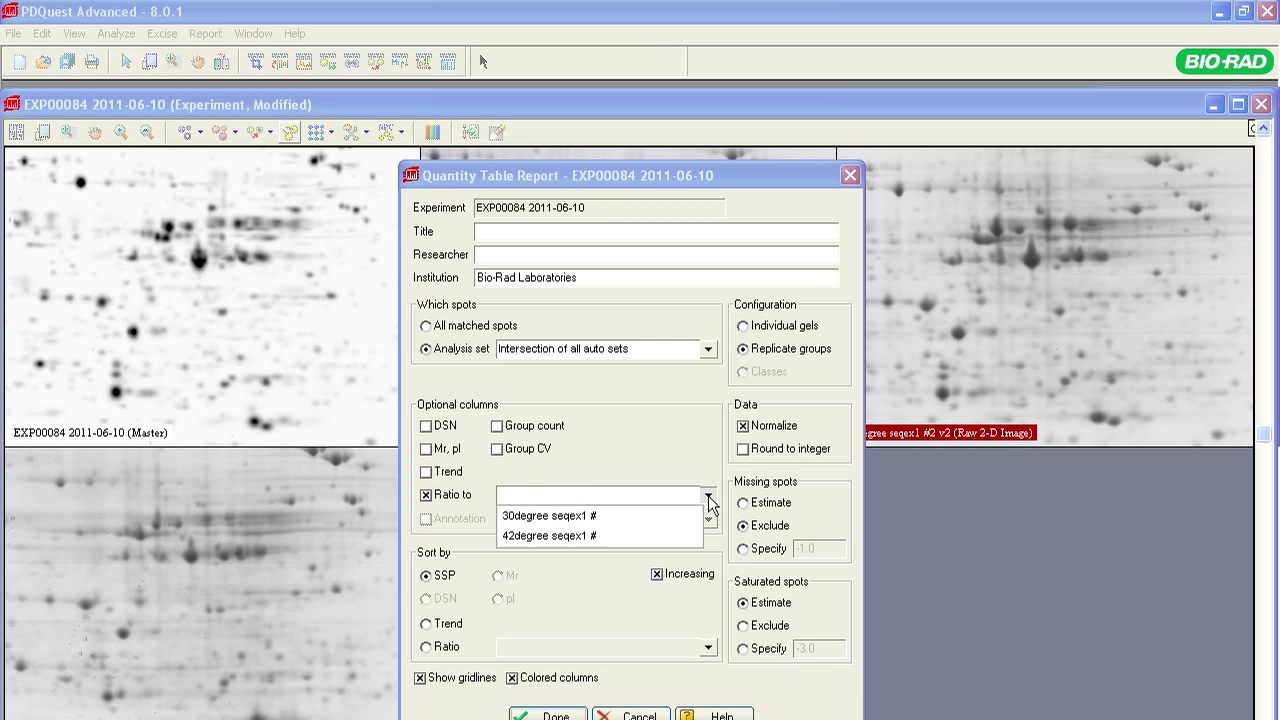 PDQuest Advanced - 8.0.1
File Edit View Analyze Excise Report Window Help
BIO-RAD
EXP00084 2011-06-10 (Experiment, Modified)
Quantity Table Report - EXP00084 2011-06-10
Experiment EXP00084 2011-06-10
Title
Researcher
Institution Bio-Rad Laboratories
Which spots
All matched spots
Analysis set Intersection of all auto sets
Configuration
Individual gels
Replicate groups
Classes
Optional columns
DSN Group count
Mr, pI Group CV
Trend
Ratio to
30degree seqex1 #
42degree seqex1 #
Annotation
Data
Normalize
Round to integer
Missing spots
Estimate
Exclude
Specify -1.0
Sort by
SSP Mr Increasing
DSN pI
Trend
Ratio
Saturated spots
Estimate
Exclude
Specify -3.0
Show gridlines Colored columns
Done Cancel Help
EXP00084 2011-06-10 (Master)
egree seqex1 #2 v2 (Raw 2-D Image)